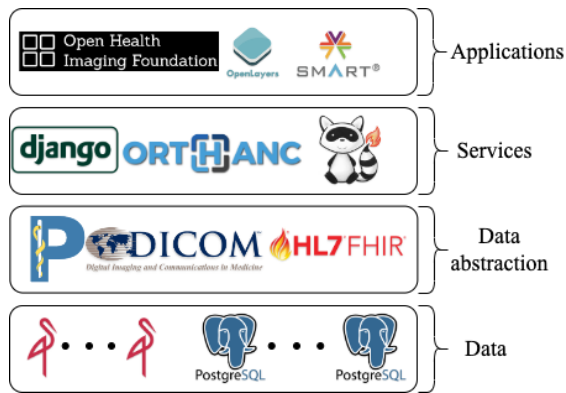 Open Health
Imaging Foundation
OpenLayers
SMART®
Applications
django
ORTHANC
Services
P
DICOM™
Digital Imaging and Communications in Medicine
HL7 FHIR®
Data
abstraction
PostgreSQL
PostgreSQL
Data